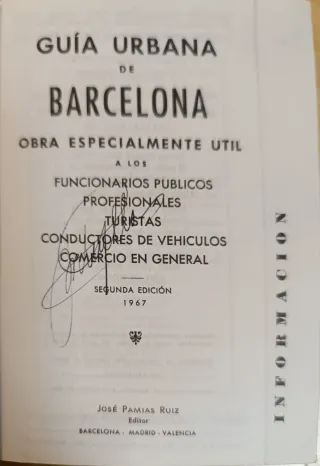 GUÍA URBANA
DE
BARCELONA
OBRA ESPECIALMENTE UTIL
A LOS
FUNCIONARIOS PUBLICOS
PROFESIONALES
TURISTAS
CONDUCTORES DE VEHICULOS
COMERCIO EN GENERAL
SEGUNDA EDICIÓN
1967
JOSÉ PAMIAS RUIZ
Editor
BARCELONA - MADRID - VALENCIA
INFORMACION